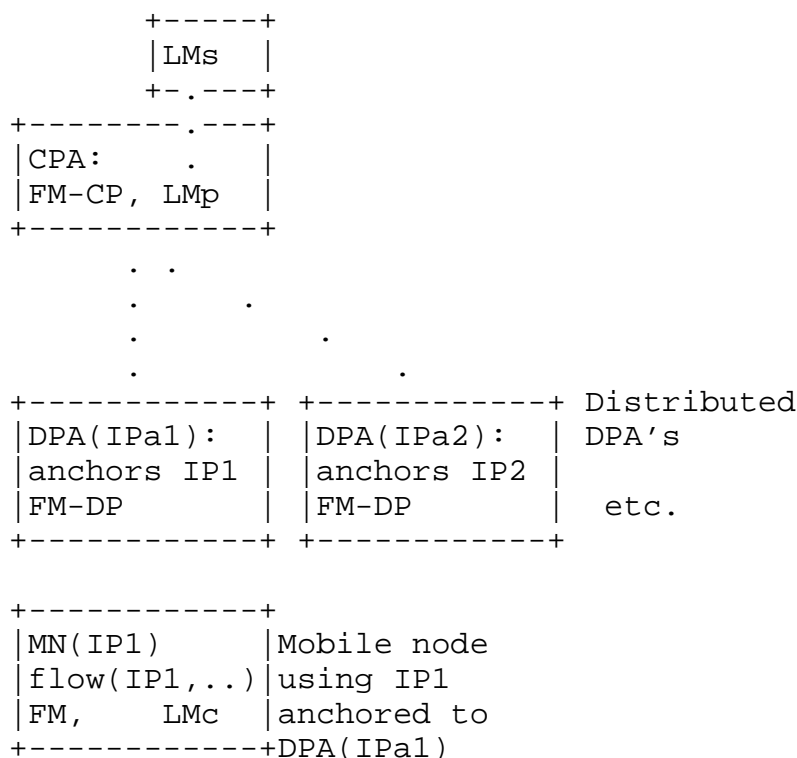 +-----+
              |LMs  |
              +-.---+
+--------.---+
|CPA:    .   |
|FM-CP, LMp  |
+------------+
       . .
       .     .
       .         .
       .             .
+------------+ +------------+ Distributed
|DPA(IPa1):  | |DPA(IPa2):  | DPA's
|anchors IP1 | |anchors IP2 |
|FM-DP       | |FM-DP       |  etc.
+------------+ +------------+
+------------+
|MN(IP1)     |Mobile node
|flow(IP1,..)|using IP1
|FM,    LMc  |anchored to
+------------+DPA(IPa1)